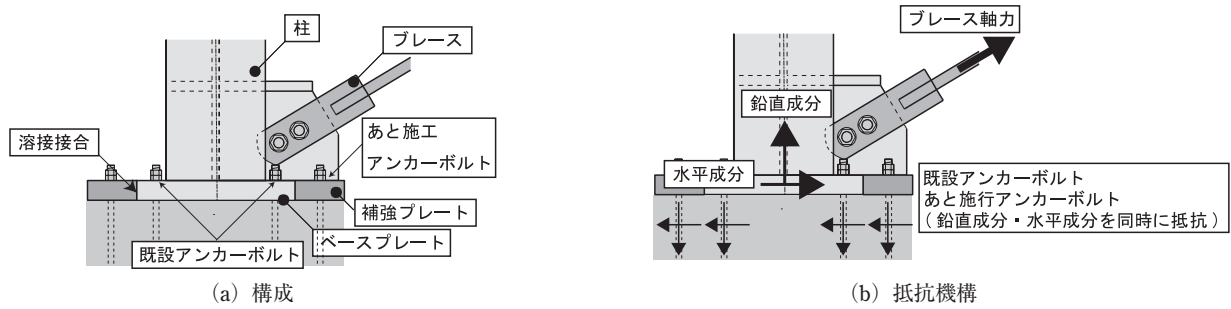 柱
ブレース
溶接接合
あと施工
アンカーボルト
補強プレート
ベースプレート
既設アンカーボルト
(a) 構成
ブレース軸力
鉛直成分
水平成分
既設アンカーボルト
あと施行アンカーボルト
(鉛直成分・水平成分を同時に抵抗)
(b) 抵抗機構